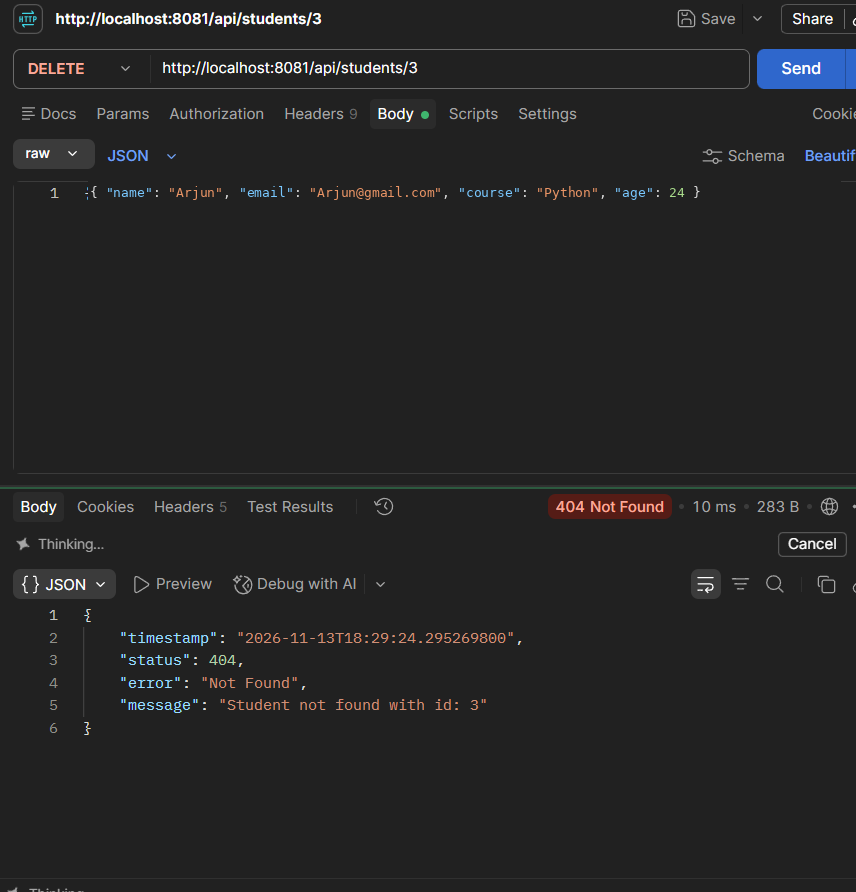 HTTP http://localhost:8081/api/students/3 Save Share
DELETE http://localhost:8081/api/students/3 Send
Docs Params Authorization Headers 9 Body Scripts Settings Cookie
raw JSON Schema Beautif
1 {{ "name": "Arjun", "email": "Arjun@gmail.com", "course": "Python", "age": 24 }
Body Cookies Headers 5 Test Results 404 Not Found • 10 ms • 283 B •
Thinking... Cancel
{ } JSON Preview Debug with AI
1 {
2 "timestamp": "2026-11-13T18:29:24.295269800",
3 "status": 404,
4 "error": "Not Found",
5 "message": "Student not found with id: 3"
6 }
Thinking